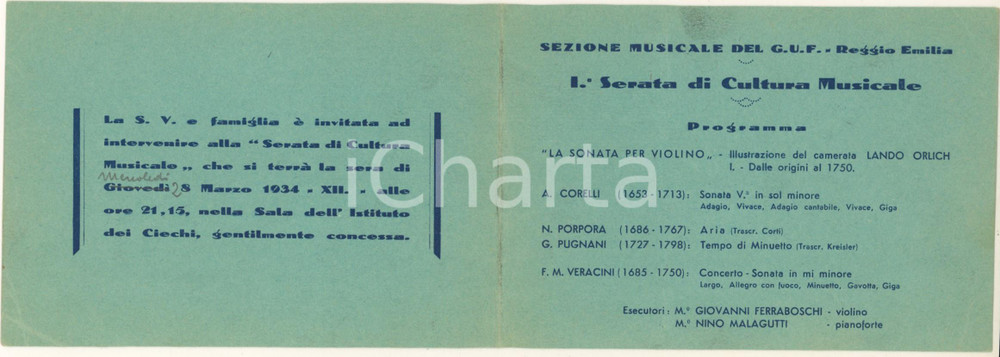 La S. V. e famiglia è invitata ad
intervenire alla "Serata di Cultura
Musicale„ che si terrà la sera di
Mercoledì
Giovedì 28 Marzo 1934 - XII. - alle
ore 21,15, nella Sala dell' Istituto
dei Ciechi, gentilmente concessa.
SEZIONE MUSICALE DEL G.U.F. - Reggio Emilia
I.ª Serata di Cultura Musicale
Programma
"LA SONATA PER VIOLINO„ - Illustrazione del camerata LANDO ORLICH
I. - Dalle origini al 1750.
A. CORELLI (1653 - 1713): Sonata V.ª in sol minore
Adagio, Vivace, Adagio cantabile, Vivace, Giga
N. PORPORA (1686 - 1767): Aria (Trascr. Corti)
G. PUGNANI (1727 - 1798): Tempo di Minuetto (Trascr. Kreisler)
F. M. VERACINI (1685 - 1750): Concerto - Sonata in mi minore
Largo, Allegro con fuoco, Minuetto, Gavotta, Giga
Esecutori: M.º GIOVANNI FERRABOSCHI - violino
M.º NINO MALAGUTTI - pianoforte
iCharta